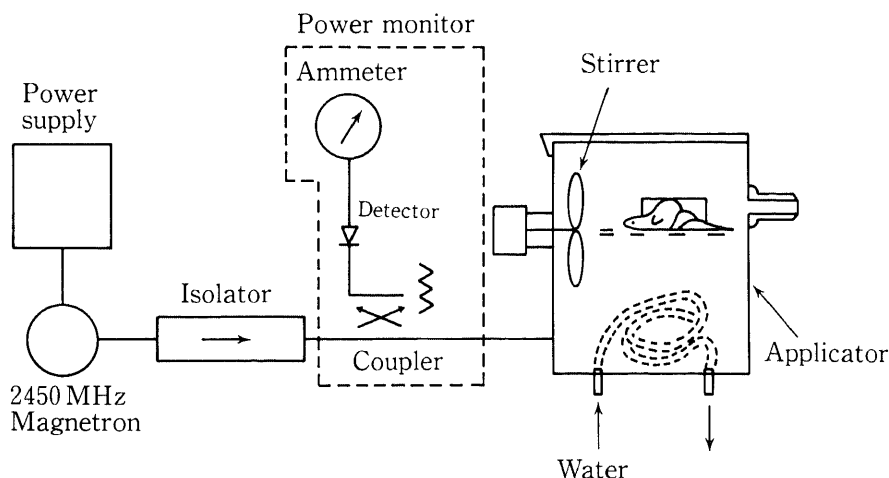 Power monitor
Ammeter
Stirrer
Power
supply
Detector
Isolator
Coupler
Applicator
2450 MHz
Magnetron
Water